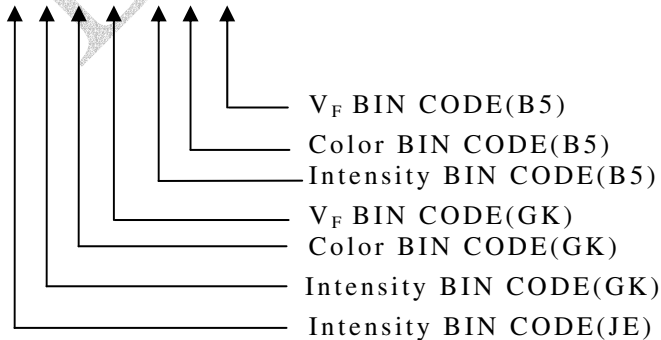 V_F BIN CODE(B5)
Color BIN CODE(B5)
Intensity BIN CODE(B5)
V_F BIN CODE(GK)
Color BIN CODE(GK)
Intensity BIN CODE(GK)
Intensity BIN CODE(JE)